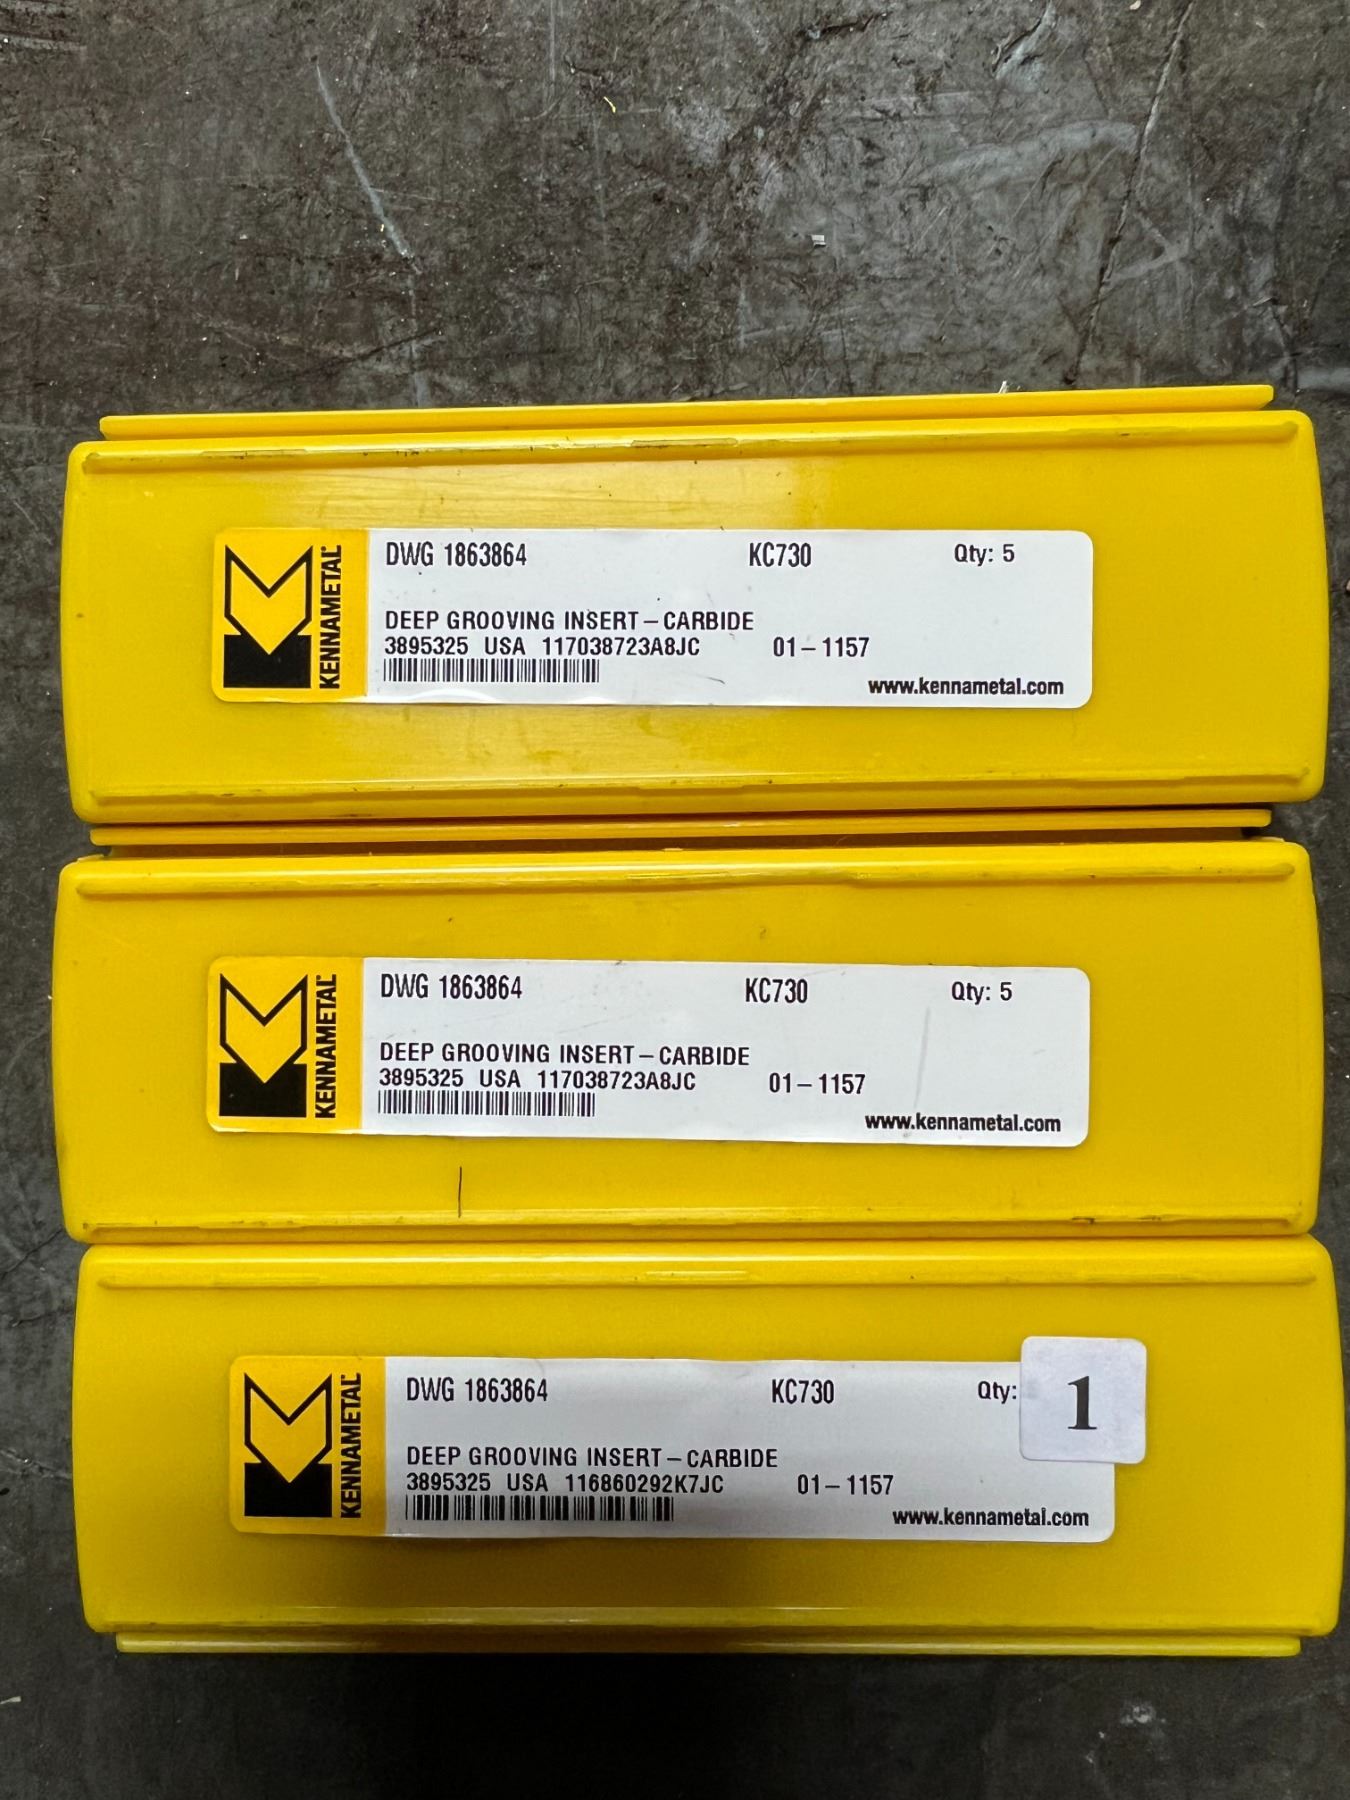 KENNAMETAL
DWG 1863864 KC730 Qty: 5
DEEP GROOVING INSERT – CARBIDE
3895325 USA 117038723A8JC 01 – 1157
www.kennametal.com
KENNAMETAL
DWG 1863864 KC730 Qty: 5
DEEP GROOVING INSERT – CARBIDE
3895325 USA 117038723A8JC 01 – 1157
www.kennametal.com
KENNAMETAL
DWG 1863864 KC730 Qty: 1
DEEP GROOVING INSERT – CARBIDE
3895325 USA 116860292K7JC 01 – 1157
www.kennametal.com